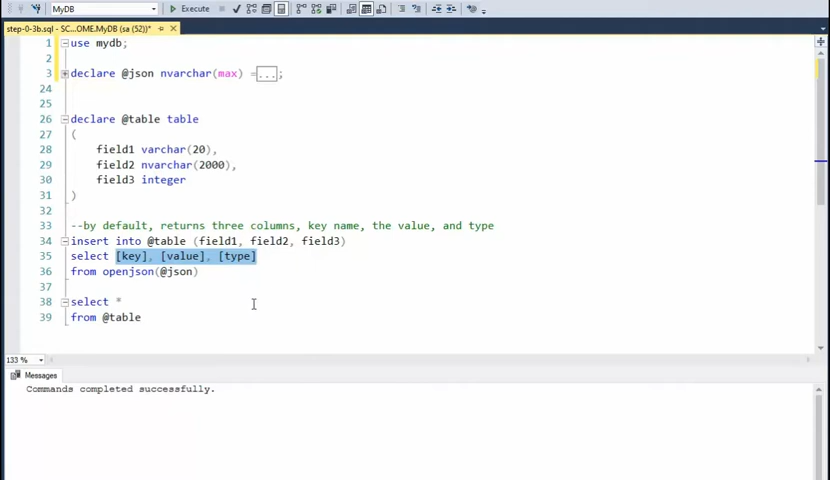 MyDB
Execute
step-0-3b.sql - SC...OME.MyDB (sa (52))*
1 use mydb;
2
3 declare @json nvarchar(max) =...;
24
25
26 declare @table table
27 (
28 field1 varchar(20),
29 field2 nvarchar(2000),
30 field3 integer
31 )
32
33 --by default, returns three columns, key name, the value, and type
34 insert into @table (field1, field2, field3)
35 select [key], [value], [type]
36 from openjson(@json)
37
38 select *
39 from @table
133 %
Messages
Commands completed successfully.